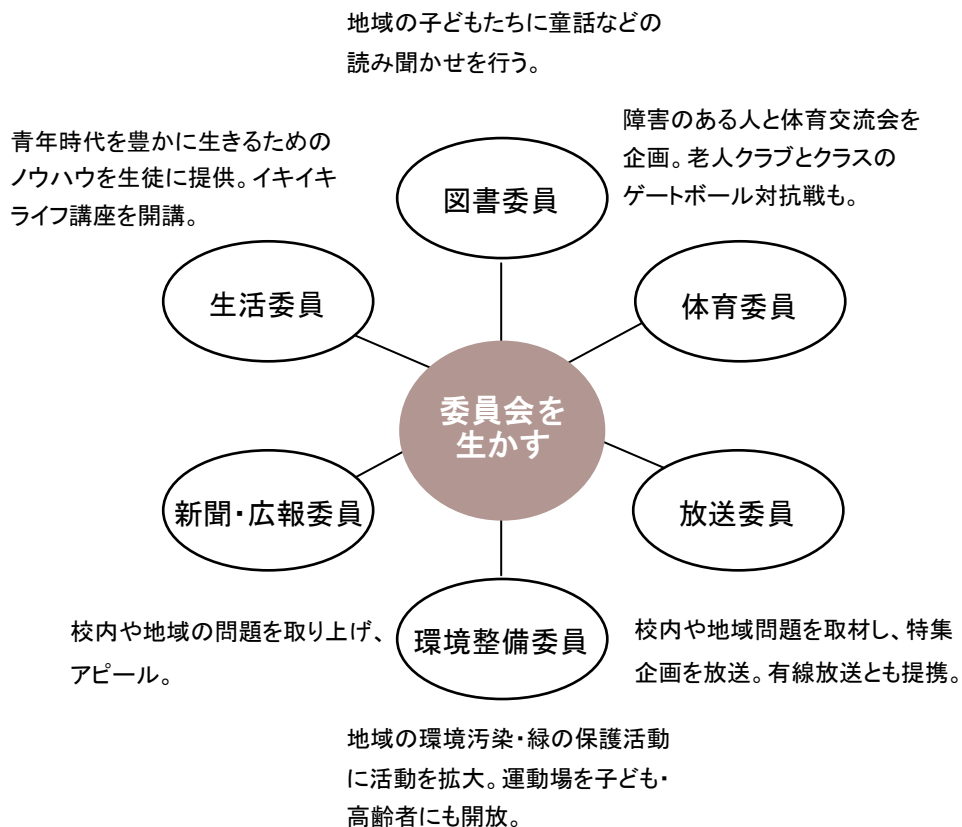 地域の子どもたちに童話などの
読み聞かせを行う。
青年時代を豊かに生きるための
ノウハウを生徒に提供。イキイキ
ライフ講座を開講。
障害のある人と体育交流会を
企画。老人クラブとクラスの
ゲートボール対抗戦も。
図書委員
生活委員
体育委員
委員会を
生かす
新聞・広報委員
放送委員
環境整備委員
校内や地域の問題を取り上げ、
アピール。
校内や地域問題を取材し、特集
企画を放送。有線放送とも提携。
地域の環境汚染・緑の保護活動
に活動を拡大。運動場を子ども・
高齢者にも開放。